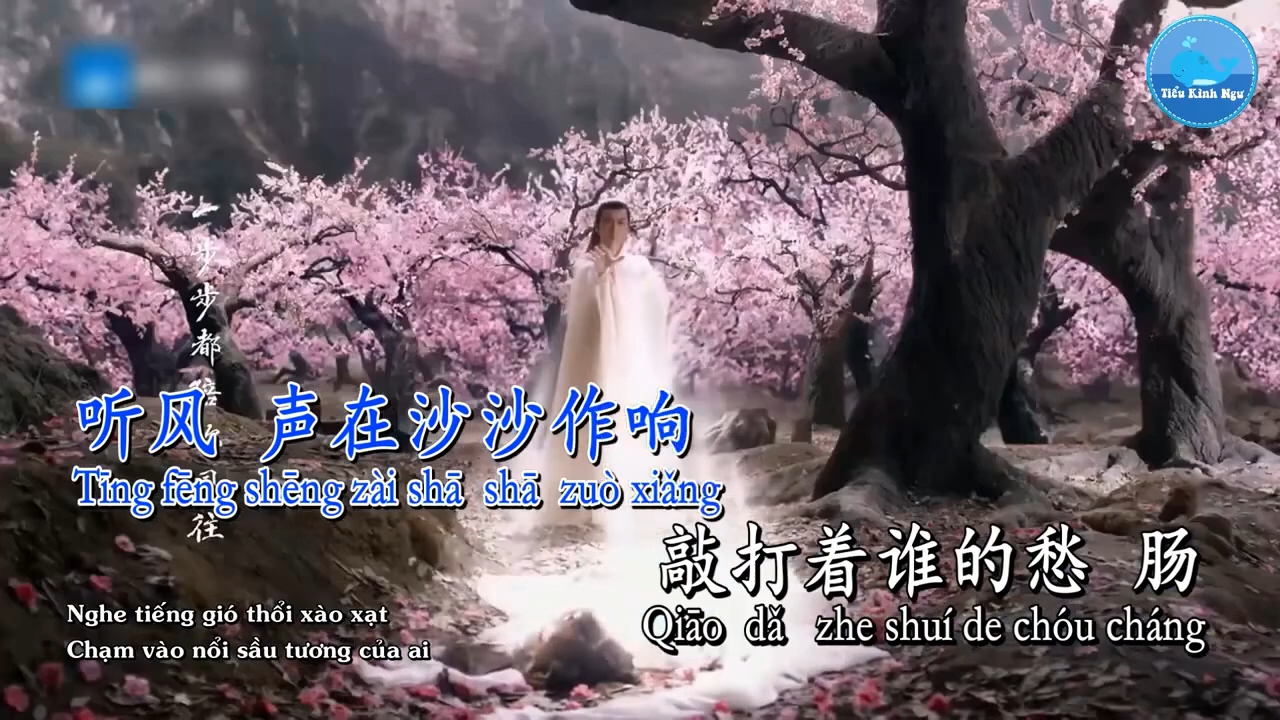 Tiểu Kình Ngư
步步都陪
往
听风 声在沙沙作响
Tīng fēng shēng zài shā shā zuò xiǎng
敲打着谁的愁 肠
Qiāo dǎ zhe shuí de chóu cháng
Nghe tiếng gió thổi xào xạt
Chạm vào nổi sầu tương của ai